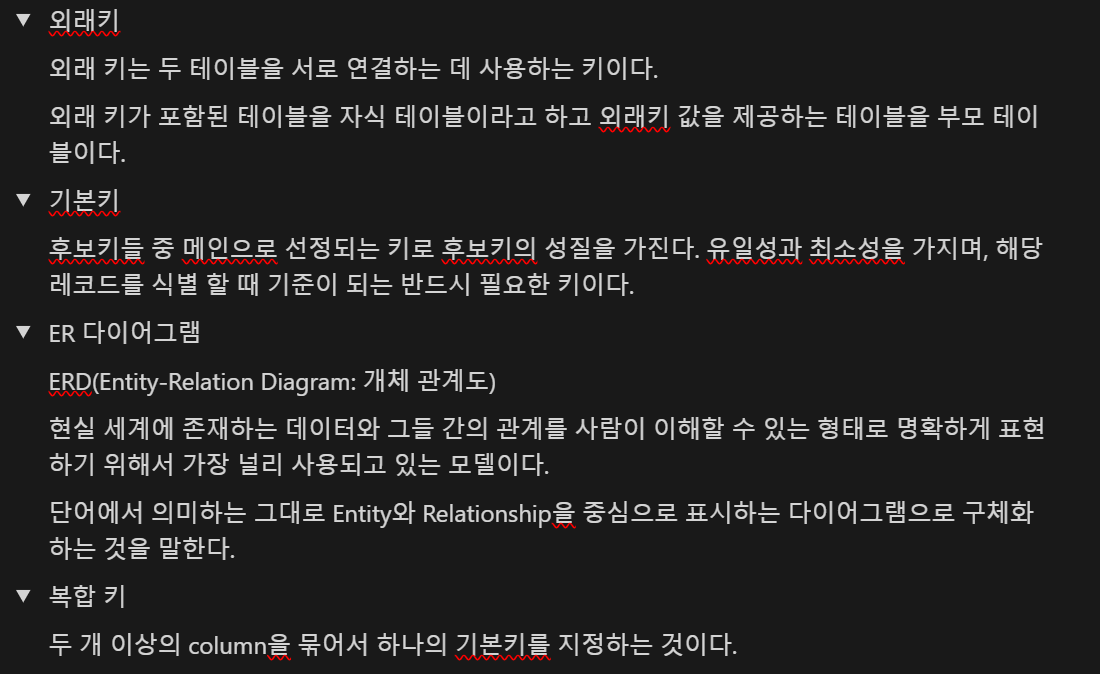 외래키
외래 키는 두 테이블을 서로 연결하는 데 사용하는 키이다.
외래 키가 포함된 테이블을 자식 테이블이라고 하고 외래키 값을 제공하는 테이블을 부모 테이
블이다.
기본키
후보키들 중 메인으로 선정되는 키로 후보키의 성질을 가진다. 유일성과 최소성을 가지며, 해당
레코드를 식별 할 때 기준이 되는 반드시 필요한 키이다.
ER 다이어그램
ERD(Entity-Relation Diagram: 개체 관계도)
현실 세계에 존재하는 데이터와 그들 간의 관계를 사람이 이해할 수 있는 형태로 명확하게 표현
하기 위해서 가장 널리 사용되고 있는 모델이다.
단어에서 의미하는 그대로 Entity와 Relationship을 중심으로 표시하는 다이어그램으로 구체화
하는 것을 말한다.
복합 키
두 개 이상의 column을 묶어서 하나의 기본키를 지정하는 것이다.